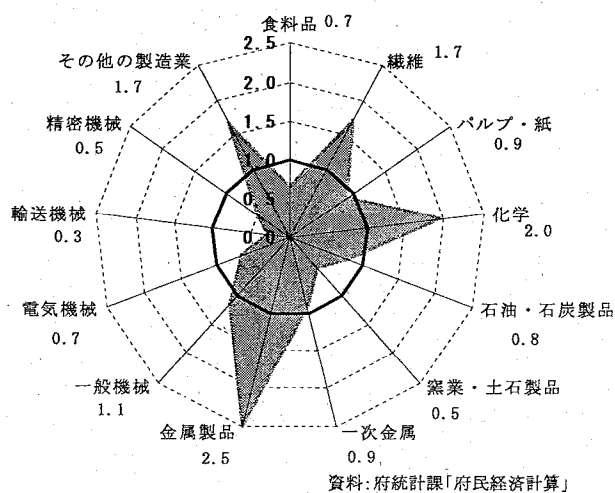 食料品 0.7
繊維 1.7
パルプ・紙
0.9
化学
2.0
石油・石炭製品
0.8
窯業・土石製品
0.5
一次金属
0.9
金属製品
2.5
一般機械
1.1
電気機械
0.7
輸送機械
0.3
精密機械
0.5
その他の製造業
1.7
2.5
2.0
1.5
1.0
0.5
0.0
資料:府統計課「府民経済計算」